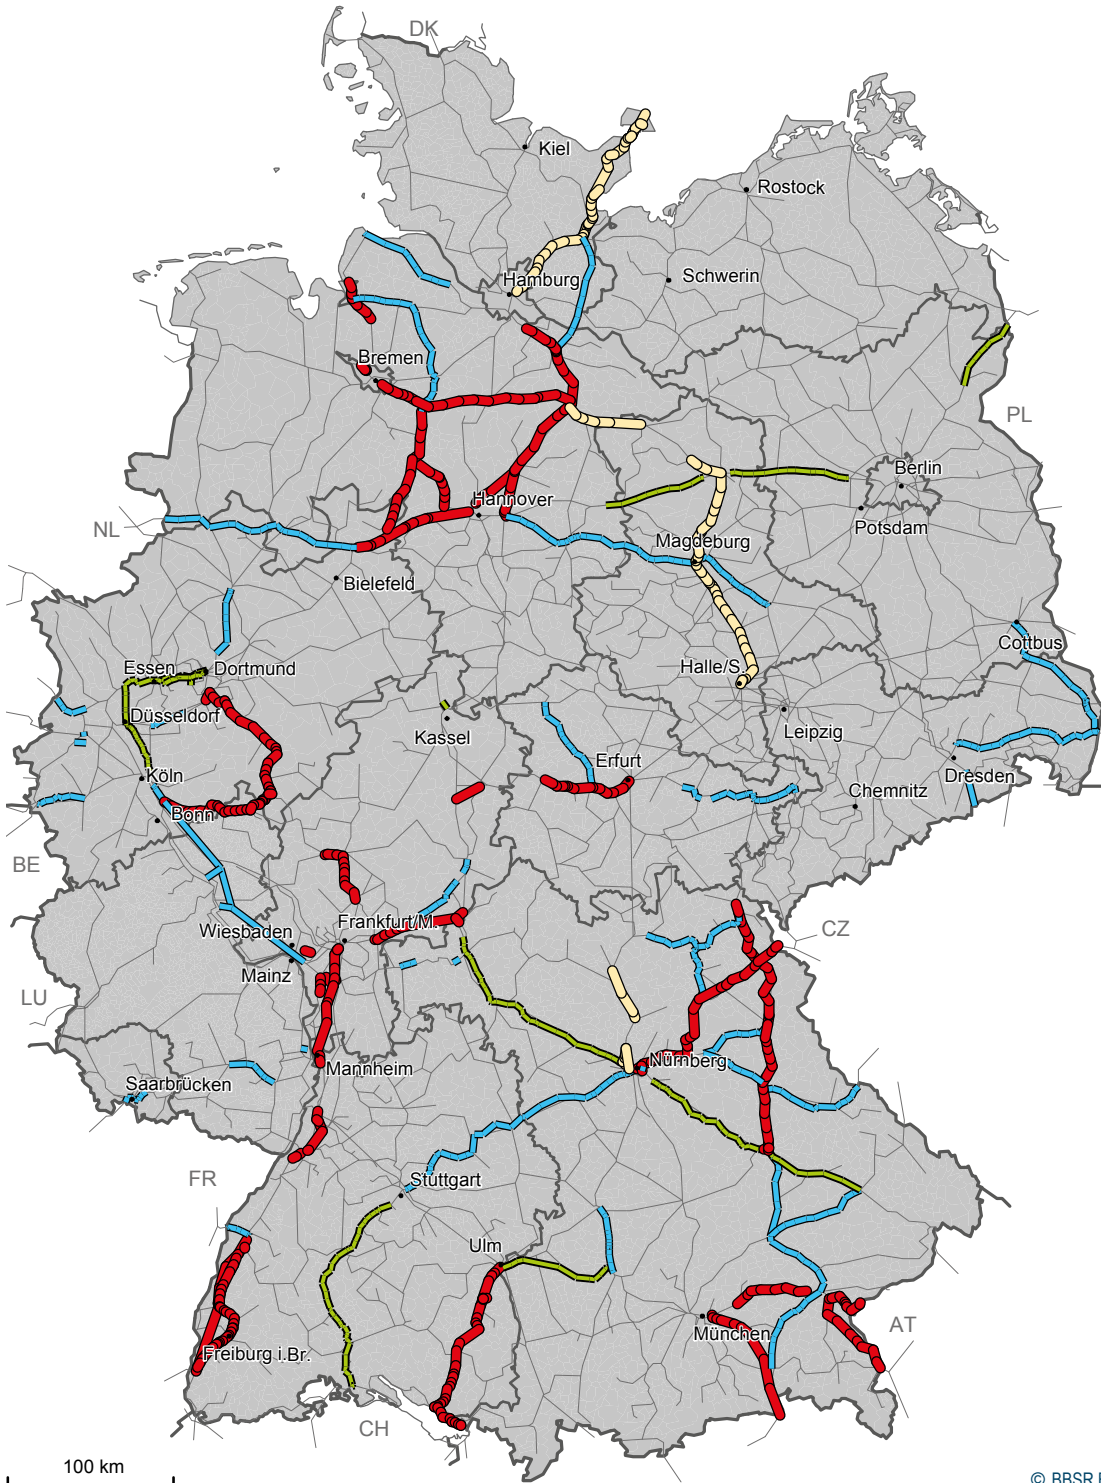 DK
Kiel
Rostock
Hamburg
Schwerin
Bremen
PL
Berlin
Hannover
NL
Potsdam
Magdeburg
Bielefeld
Cottbus
Essen
Dortmund
Halle/S.
Düsseldorf
Leipzig
Kassel
Erfurt
Köln
Dresden
Chemnitz
Bonn
BE
Frankfurt/M.
Wiesbaden
CZ
Mainz
LU
Nürnberg
Mannheim
Saarbrücken
FR
Stuttgart
Ulm
München
AT
Freiburg i.Br.
CH
100 km
© BBSR